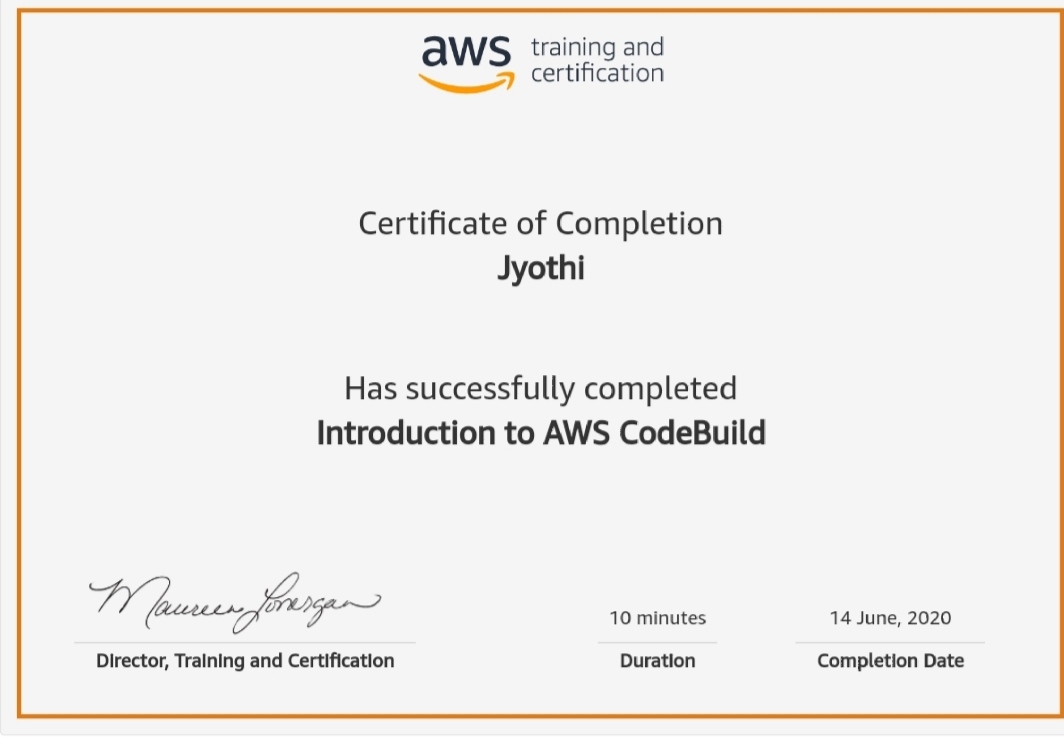 aws training and
certification
Certificate of Completion
Jyothi
Has successfully completed
Introduction to AWS CodeBuild
Maureen Lonergan
10 minutes
14 June, 2020
Director, Training and Certification
Duration
Completion Date